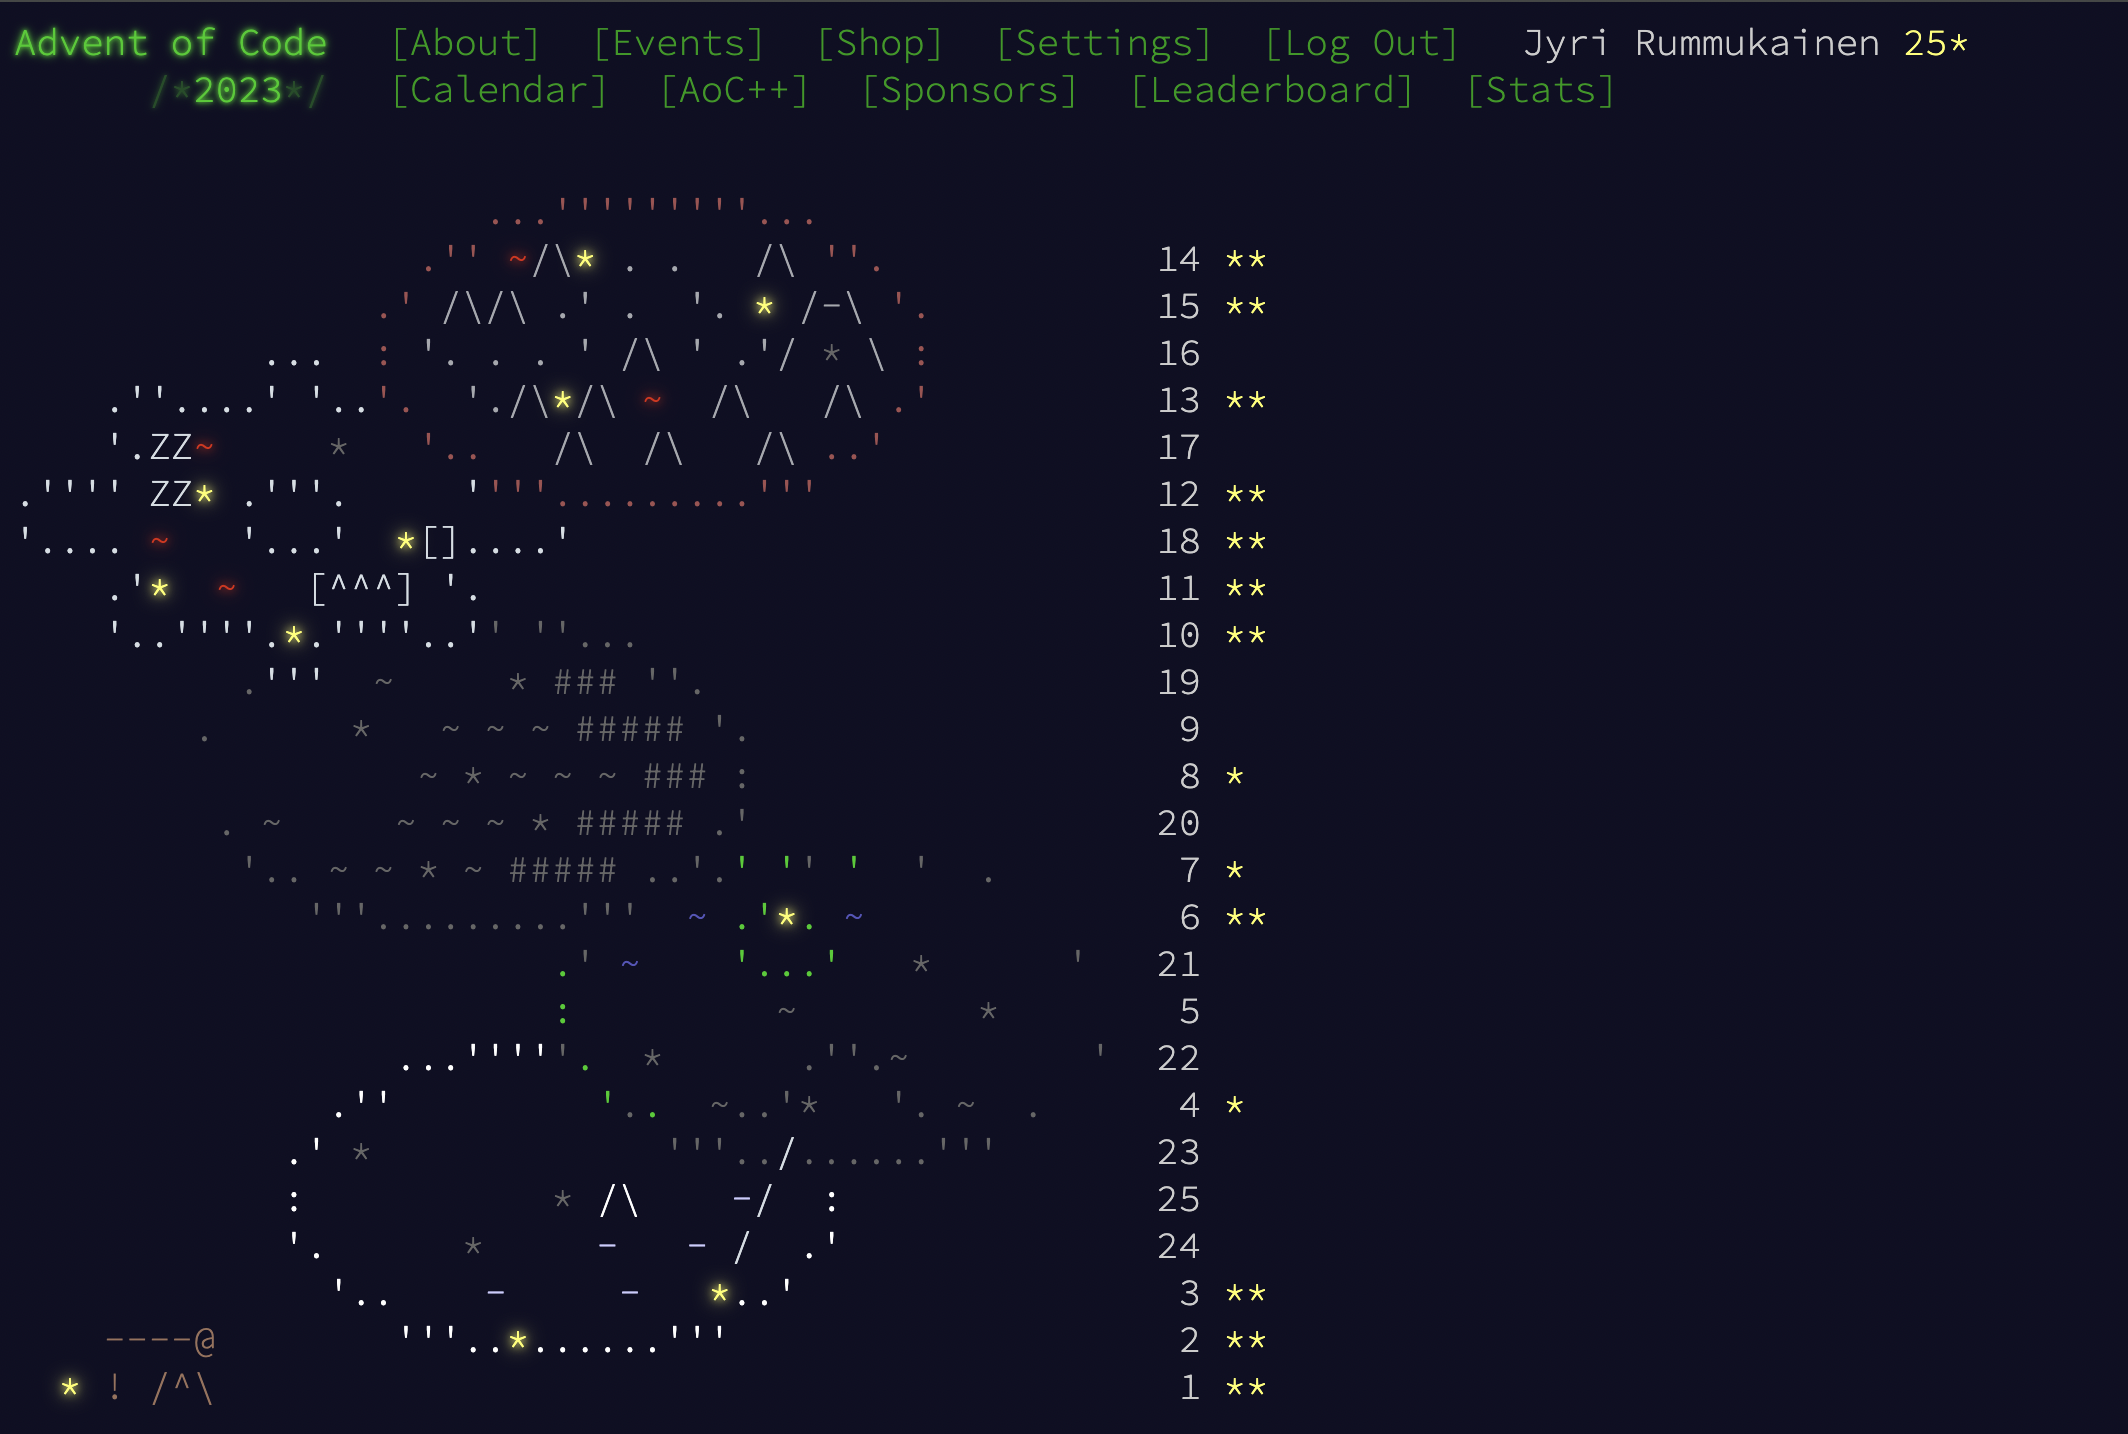 Advent of Code [About] [Events] [Shop] [Settings] [Log Out] Jyri Rummukainen 25*
/*2023*/ [Calendar] [AoC++] [Sponsors] [Leaderboard] [Stats]
...'''''''''...
.'' ~/\* . . /\ ''. 14 **
.' /\/\ .' . '. * /-\ '. 15 **
... : '. . . ' /\ ' .'/ * \ : 16
.''....' '..'. './\*/\ ~ /\ /\ .' 13 **
'.ZZ~ * '.. /\ /\ /\ ..' 17
.'''' ZZ* .'''. ''''.........''' 12 **
'.... ~ '...' *[]....' 18 **
.'* ~ [^^^] '. 11 **
'..''''.*.''''..'' ''... 10 **
.''' ~ * ### ''. 19
. * ~ ~ ~ ##### '. 9
~ * ~ ~ ~ ### : 8 *
. ~ ~ ~ ~ * ##### .' 20
'.. ~ ~ * ~ ##### ..'.' '' ' ' . 7 *
'''.........''' ~ .'*. ~ 6 **
.' ~ '...' * ' 21
: ~ * 5
...'''''. * .''.~ ' 22
.'' '.. ~..'* '. ~ . 4 *
.' * '''../......''' 23
: * /\ -/ : 25
'. * - - / .' 24
'.. - - *..' 3 **
----@ '''..*......''' 2 **
* ! /^\ 1 **